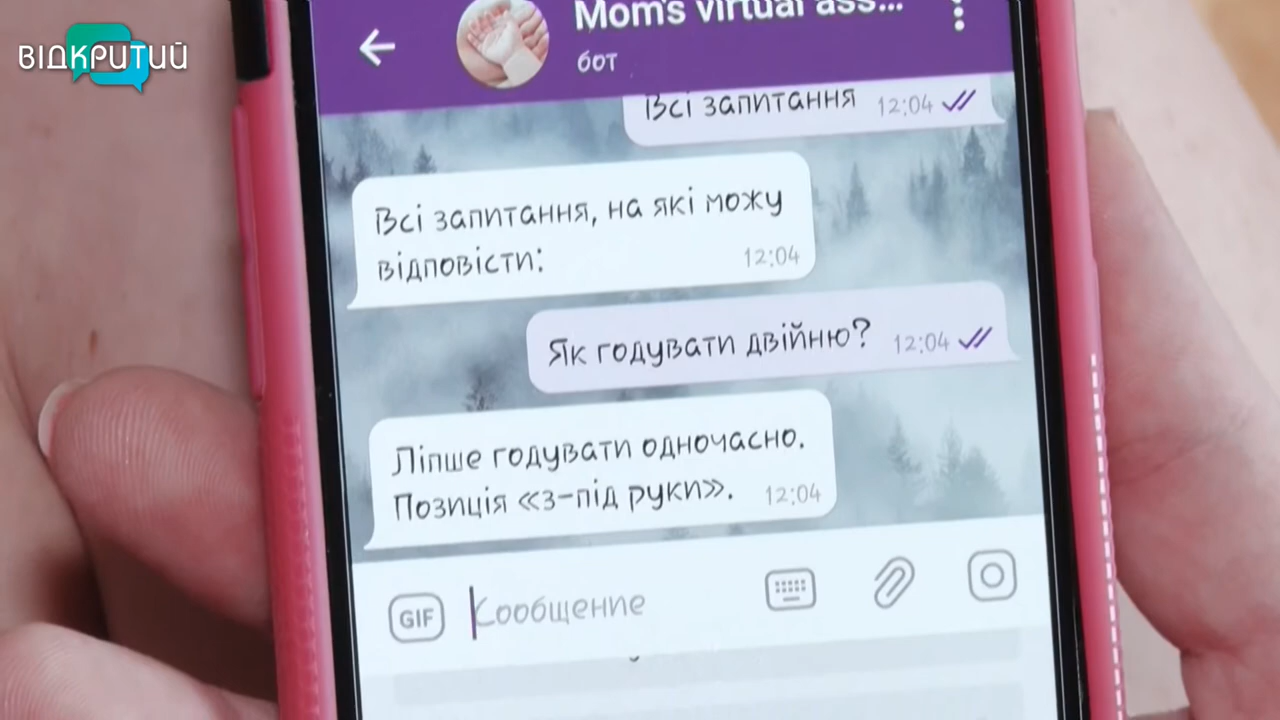 ВІДКРИТИЙ
Mom's virtual ass...
бот
Всі запитання 12:04
Всі запитання, на які можу
відповісти: 12:04
Як годувати двійню? 12:04
Ліпше годувати одночасно.
Позиція «з-під руки». 12:04
GIF Сообщение